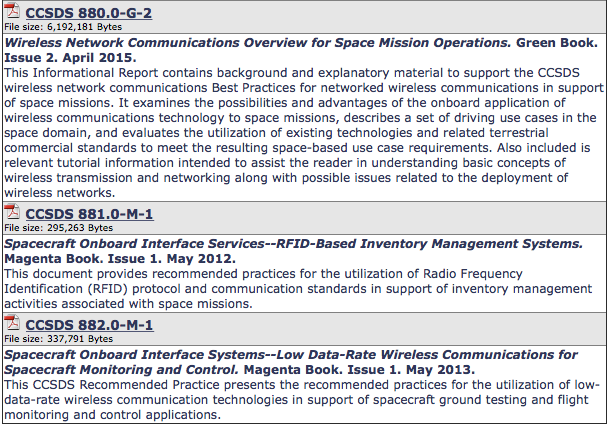 CCSDS 880.0-G-2
File size: 6,192,181 Bytes
Wireless Network Communications Overview for Space Mission Operations. Green Book.
Issue 2. April 2015.
This Informational Report contains background and explanatory material to support the CCSDS
wireless network communications Best Practices for networked wireless communications in support
of space missions. It examines the possibilities and advantages of the onboard application of
wireless communications technology to space missions, describes a set of driving use cases in the
space domain, and evaluates the utilization of existing technologies and related terrestrial
commercial standards to meet the resulting space-based use case requirements. Also included is
relevant tutorial information intended to assist the reader in understanding basic concepts of
wireless transmission and networking along with possible issues related to the deployment of
wireless networks.
CCSDS 881.0-M-1
File size: 295,263 Bytes
Spacecraft Onboard Interface Services--RFID-Based Inventory Management Systems.
Magenta Book. Issue 1. May 2012.
This document provides recommended practices for the utilization of Radio Frequency
Identification (RFID) protocol and communication standards in support of inventory management
activities associated with space missions.
CCSDS 882.0-M-1
File size: 337,791 Bytes
Spacecraft Onboard Interface Systems--Low Data-Rate Wireless Communications for
Spacecraft Monitoring and Control. Magenta Book. Issue 1. May 2013.
This CCSDS Recommended Practice presents the recommended practices for the utilization of low-
data-rate wireless communication technologies in support of spacecraft ground testing and flight
monitoring and control applications.